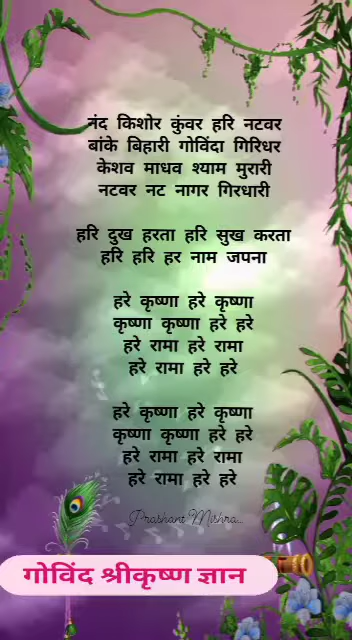 नंद किशोर कुंवर हरि नटवर
बांके बिहारी गोविंदा गिरिधर
केशव माधव श्याम मुरारी
नटवर नट नागर गिरधारी
हरि दुख हरता हरि सुख करता
हरि हरि हर नाम जपना
हरे कृष्णा हरे कृष्णा
कृष्णा कृष्णा हरे हरे
हरे रामा हरे रामा
हरे रामा हरे हरे
हरे कृष्णा हरे कृष्णा
कृष्णा कृष्णा हरे हरे
हरे रामा हरे रामा
हरे रामा हरे हरे
Prashant Mishra..
गोविंद श्रीकृष्ण ज्ञान